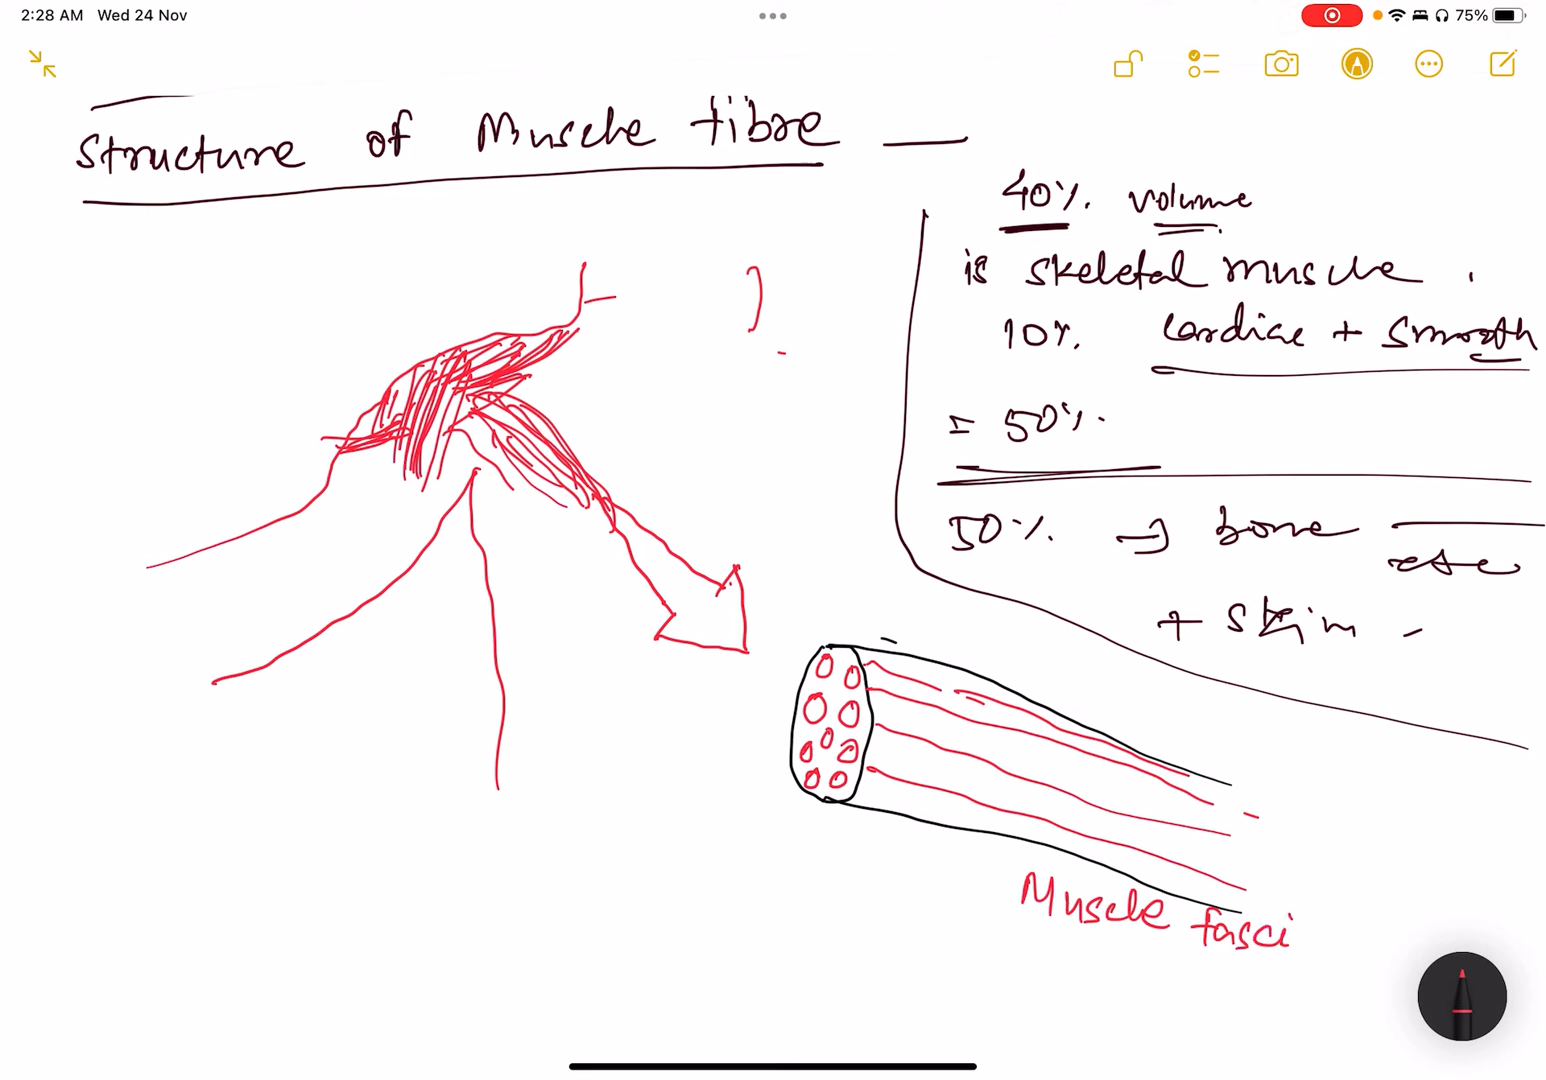 2:28 AM Wed 24 Nov
75%
Structure of Muscle fibre —
40% volume
is skeletal muscle .
10% cardiac + smooth
= 50%
50% → bone etc
+ skin -
Muscle fasci